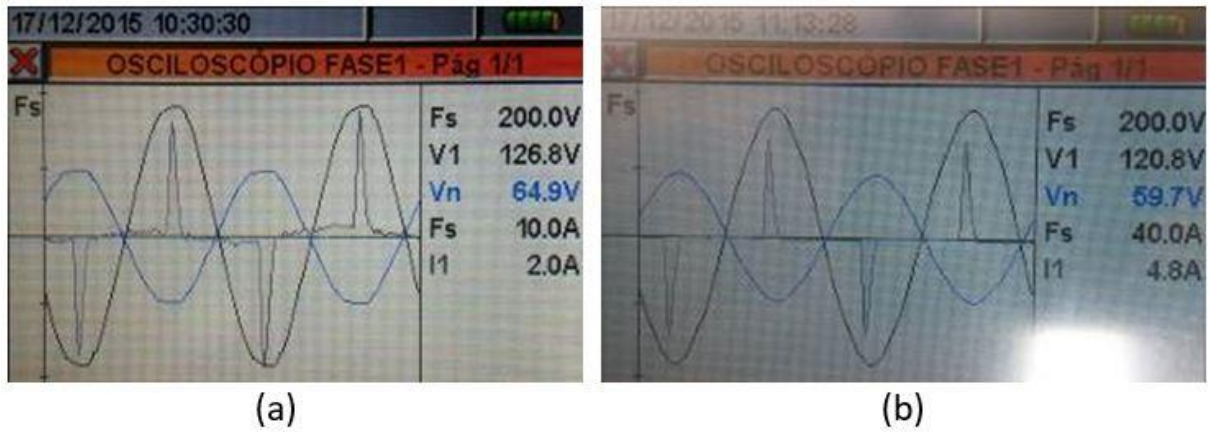 17/12/2015 10:30:30
OSCILOSCÓPIO FASE1 - Pág 1/1
Fs
Fs 200.0V
V1 126.8V
Vn 64.9V
Fs 10.0A
I1 2.0A
(a)
17/12/2015 11:13:28
OSCILOSCÓPIO FASE1 - Pág 1/1
Fs
Fs 200.0V
V1 120.8V
Vn 59.7V
Fs 40.0A
I1 4.8A
(b)